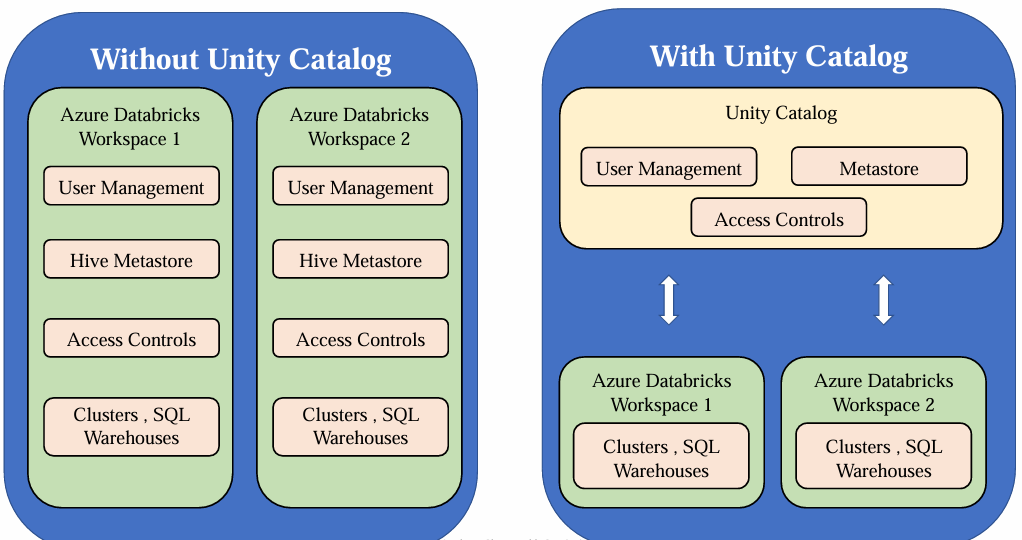 Without Unity Catalog
Azure Databricks
Workspace 1
User Management
Hive Metastore
Access Controls
Clusters , SQL
Warehouses
Azure Databricks
Workspace 2
User Management
Hive Metastore
Access Controls
Clusters , SQL
Warehouses
With Unity Catalog
Unity Catalog
User Management
Metastore
Access Controls
Azure Databricks
Workspace 1
Clusters , SQL
Warehouses
Azure Databricks
Workspace 2
Clusters , SQL
Warehouses